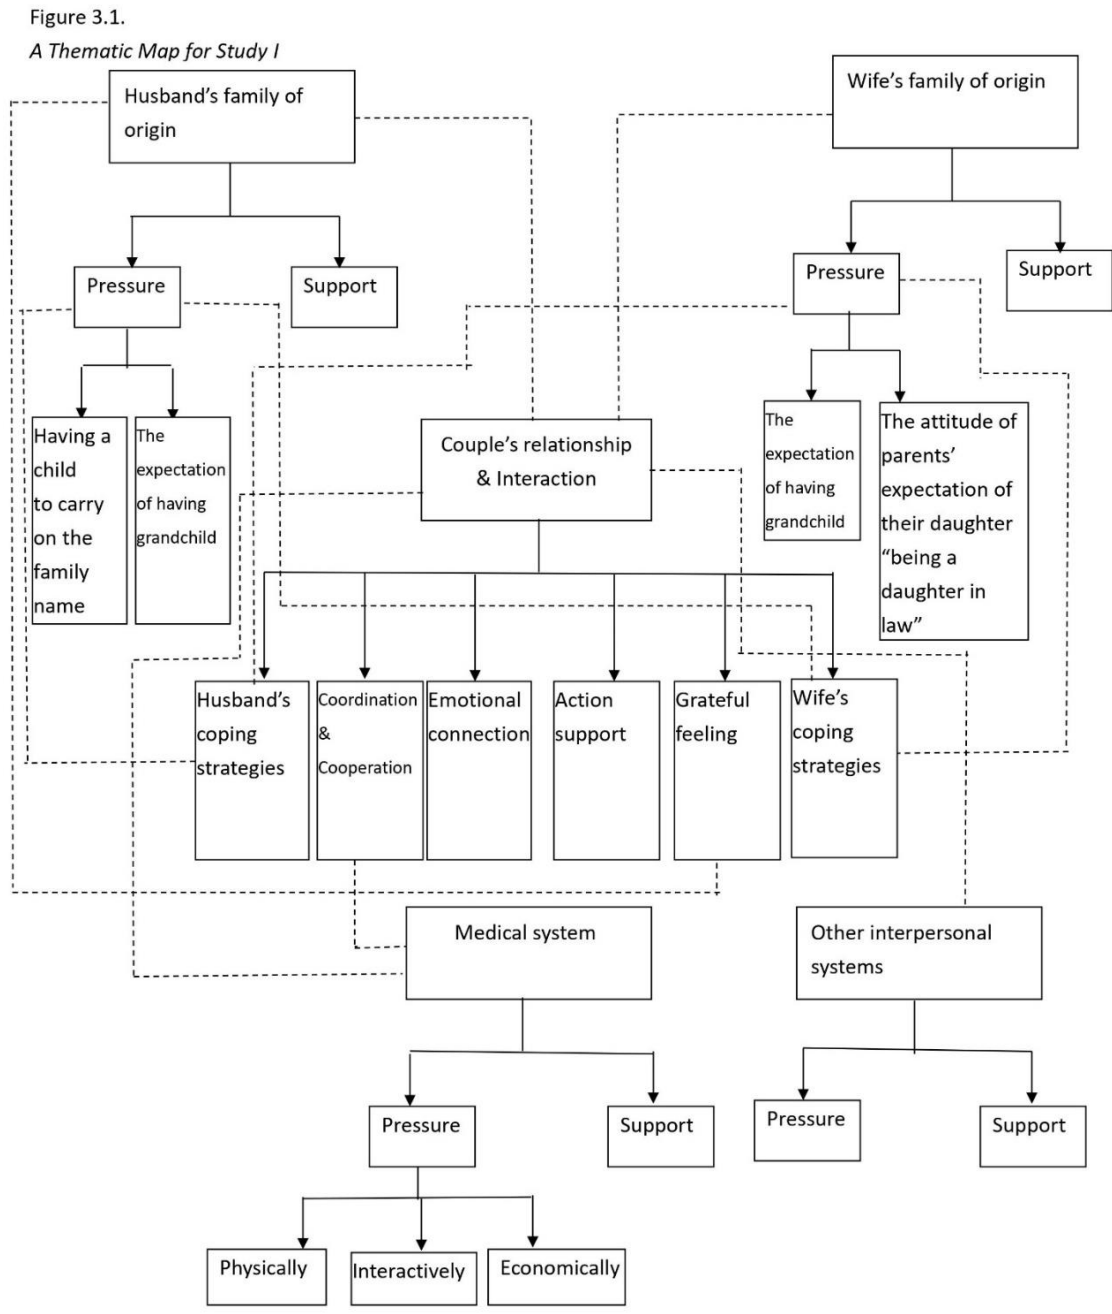 Figure 3.1.
A Thematic Map for Study I
Husband’s family of
origin
Wife’s family of origin
Pressure
Support
Pressure
Support
Having a
child
to carry
on the
family
name
The
expectation
of having
grandchild
Couple’s relationship
& Interaction
The
expectation
of having
grandchild
The attitude of
parents’
expectation of
their daughter
“being a
daughter in
law”
Husband’s
coping
strategies
Coordination
&
Cooperation
Emotional
connection
Action
support
Grateful
feeling
Wife’s
coping
strategies
Medical system
Other interpersonal
systems
Pressure
Support
Pressure
Support
Physically
Interactively
Economically